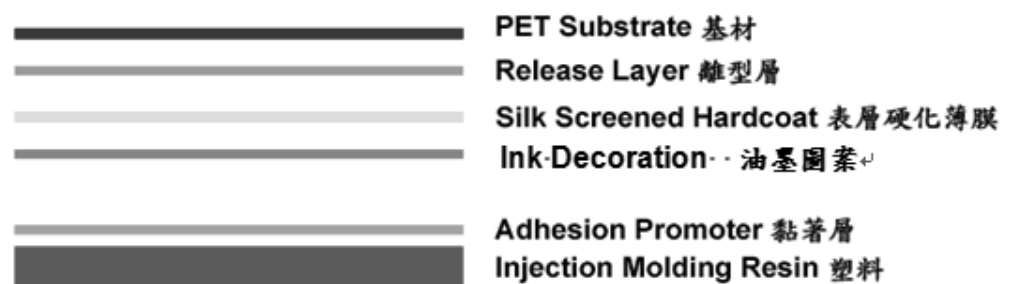 PET Substrate 基材
Release Layer 離型層
Silk Screened Hardcoat 表層硬化薄膜
Ink·Decoration·· 油墨圖案↵
Adhesion Promoter 黏著層
Injection Molding Resin 塑料